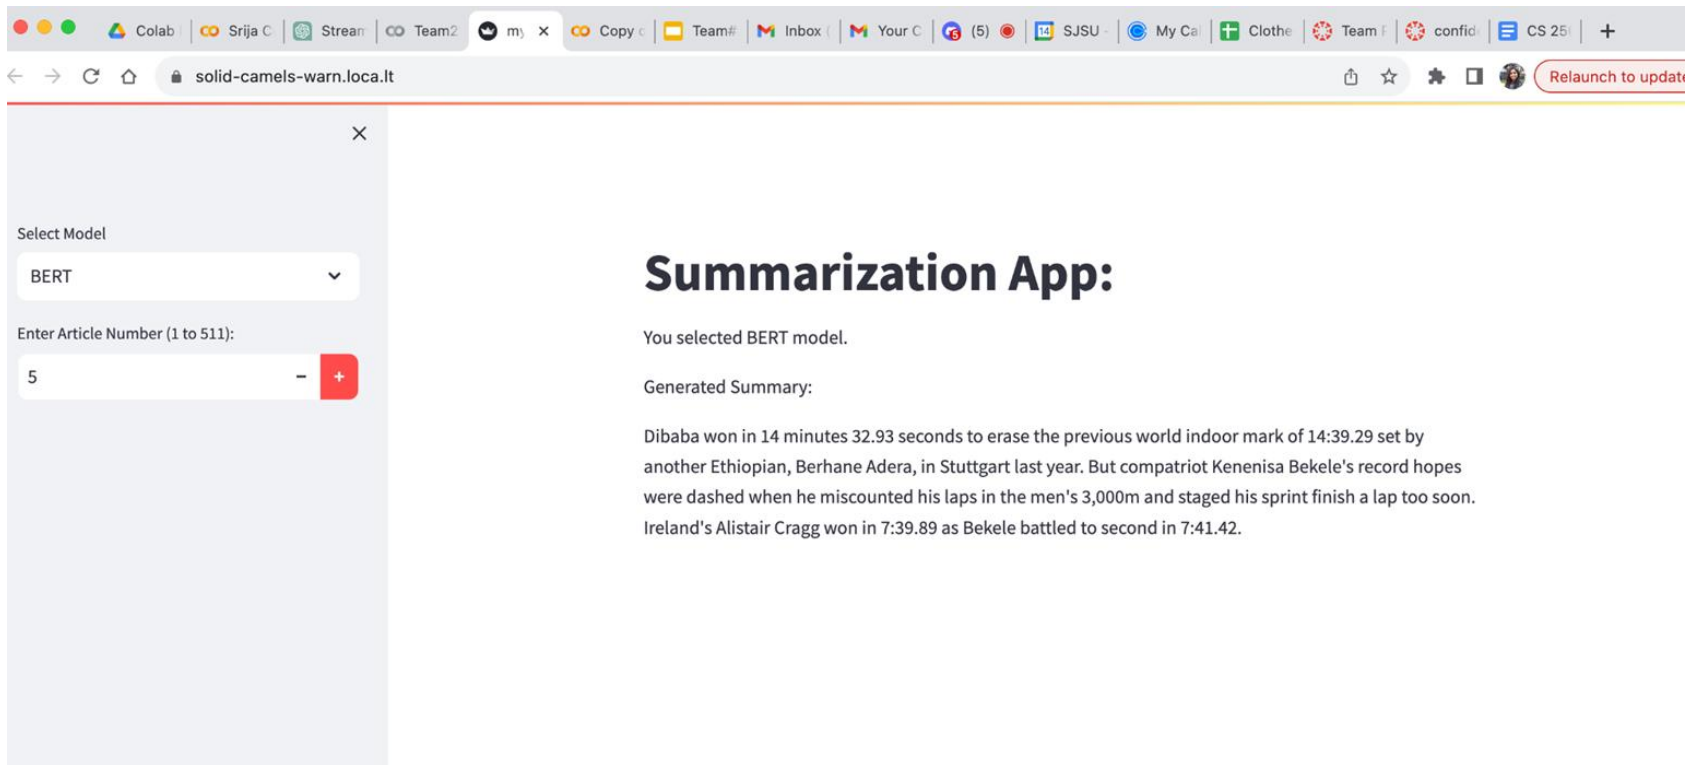 Colab
Srija C
Stream
Team2
my
Copy c
Team#
Inbox (
Your C
(5)
14
SJSU -
My Cal
Clothe
Team F
confide
CS 256
solid-camels-warn.loca.lt
Relaunch to update
Select Model
BERT
Enter Article Number (1 to 511):
5
Summarization App:
You selected BERT model.
Generated Summary:
Dibaba won in 14 minutes 32.93 seconds to erase the previous world indoor mark of 14:39.29 set by
another Ethiopian, Berhane Adera, in Stuttgart last year. But compatriot Kenenisa Bekele's record hopes
were dashed when he miscounted his laps in the men's 3,000m and staged his sprint finish a lap too soon.
Ireland's Alistair Cragg won in 7:39.89 as Bekele battled to second in 7:41.42.